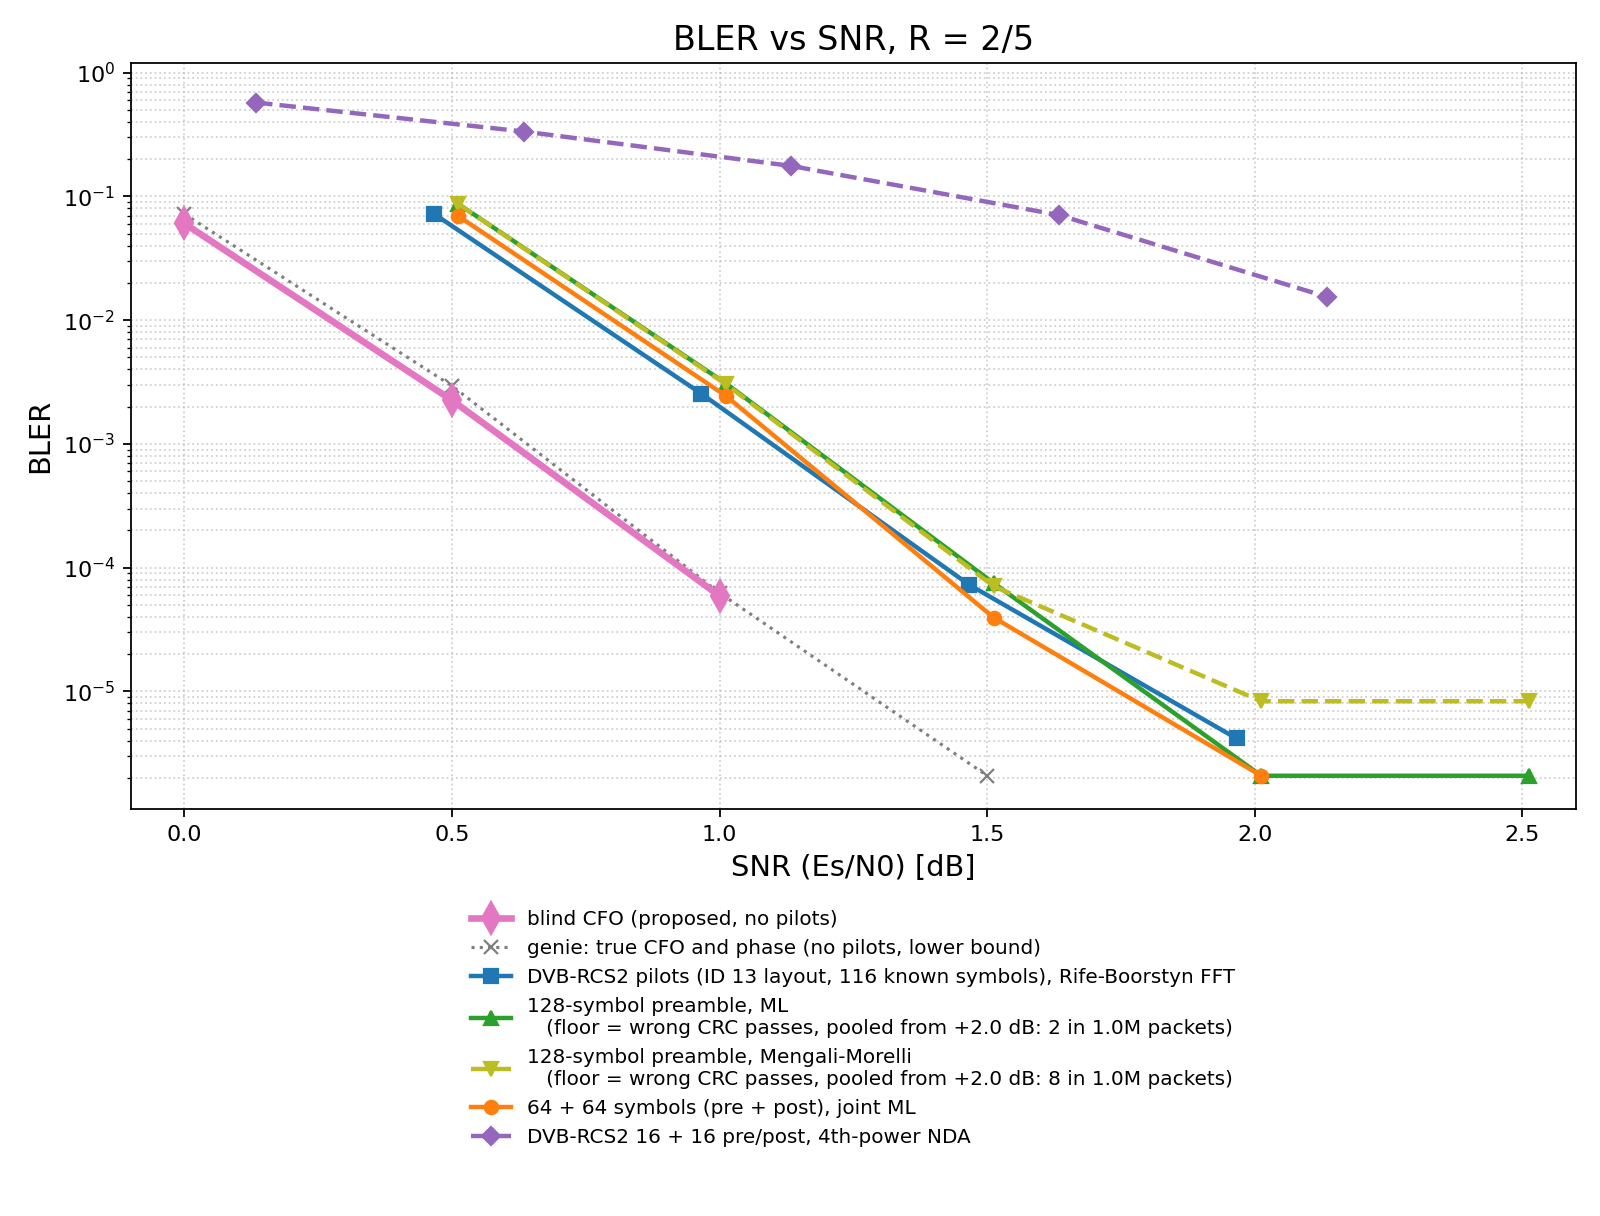 BLER vs SNR, R = 2/5
10⁰
10⁻¹
10⁻²
10⁻³
10⁻⁴
10⁻⁵
BLER
0.0 0.5 1.0 1.5 2.0 2.5
SNR (Es/N0) [dB]
blind CFO (proposed, no pilots)
genie: true CFO and phase (no pilots, lower bound)
DVB-RCS2 pilots (ID 13 layout, 116 known symbols), Rife-Boorstyn FFT
128-symbol preamble, ML
(floor = wrong CRC passes, pooled from +2.0 dB: 2 in 1.0M packets)
128-symbol preamble, Mengali-Morelli
(floor = wrong CRC passes, pooled from +2.0 dB: 8 in 1.0M packets)
64 + 64 symbols (pre + post), joint ML
DVB-RCS2 16 + 16 pre/post, 4th-power NDA